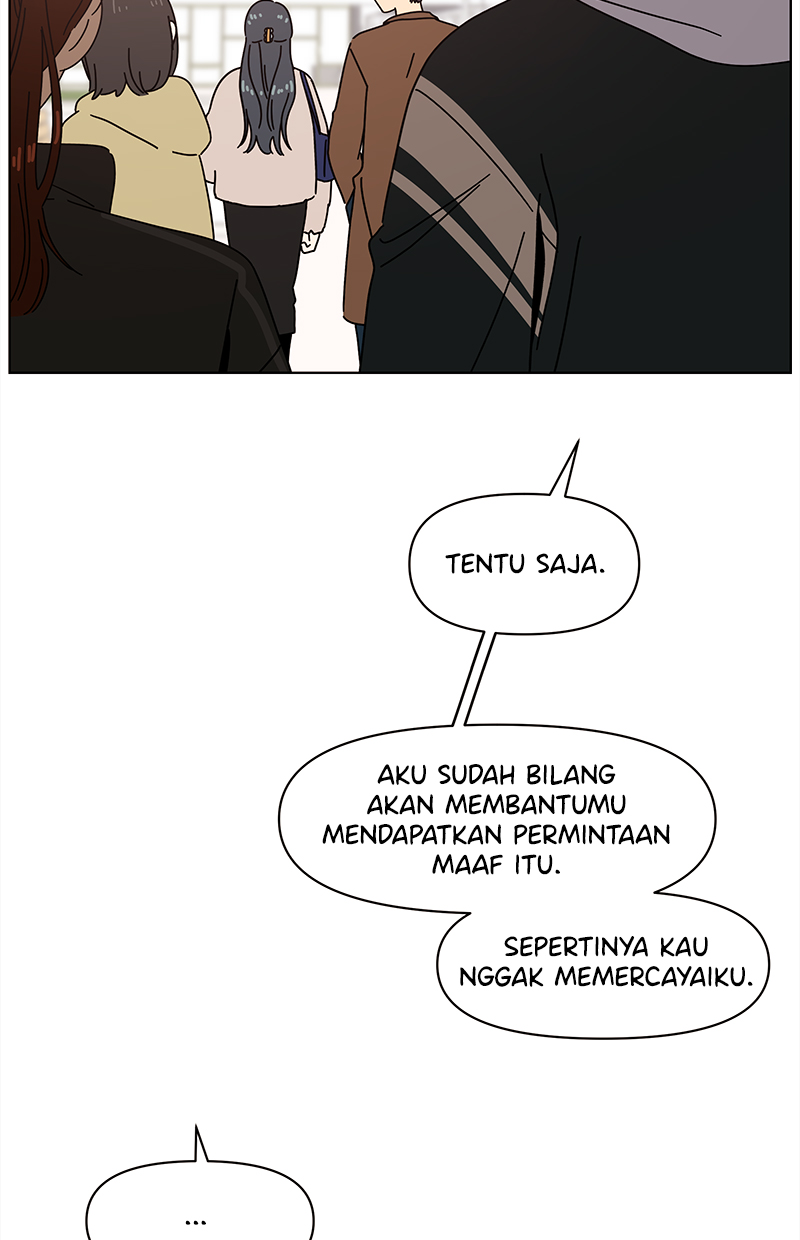 TENTU SAJA.
AKU SUDAH BILANG
AKAN MEMBANTUMU
MENDAPATKAN PERMINTAAN
MAAF ITU.
SEPERTINYA KAU
NGGAK MEMERCAYAIKU.
...